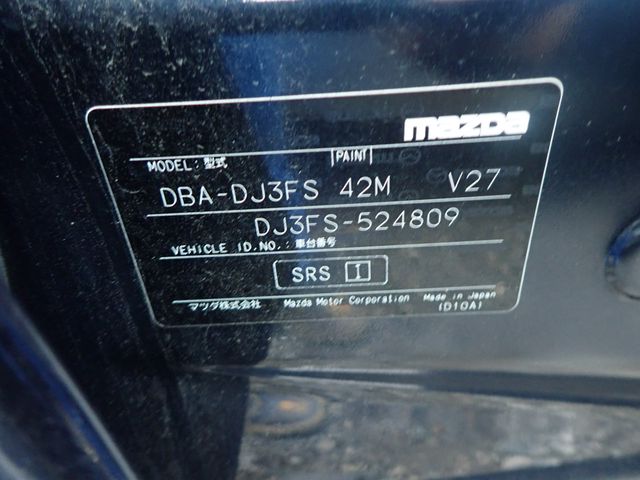 mazda
MODEL: 型式 PAINT
DBA-DJ3FS 42M V27
DJ3FS-524809
VEHICLE ID.NO.: 車台番号
SRS I
マツダ株式会社 Mazda Motor Corporation Made in Japan
(D10A)